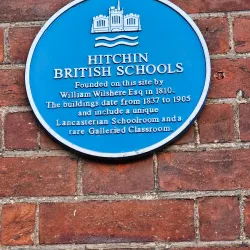 HITCHIN
BRITISH SCHOOLS
Founded on this site by
William Wilshere Esq in 1810.
The buildings date from 1837 to 1905
and include a unique
Lancasterian Schoolroom and a
rare Galleried Classroom.